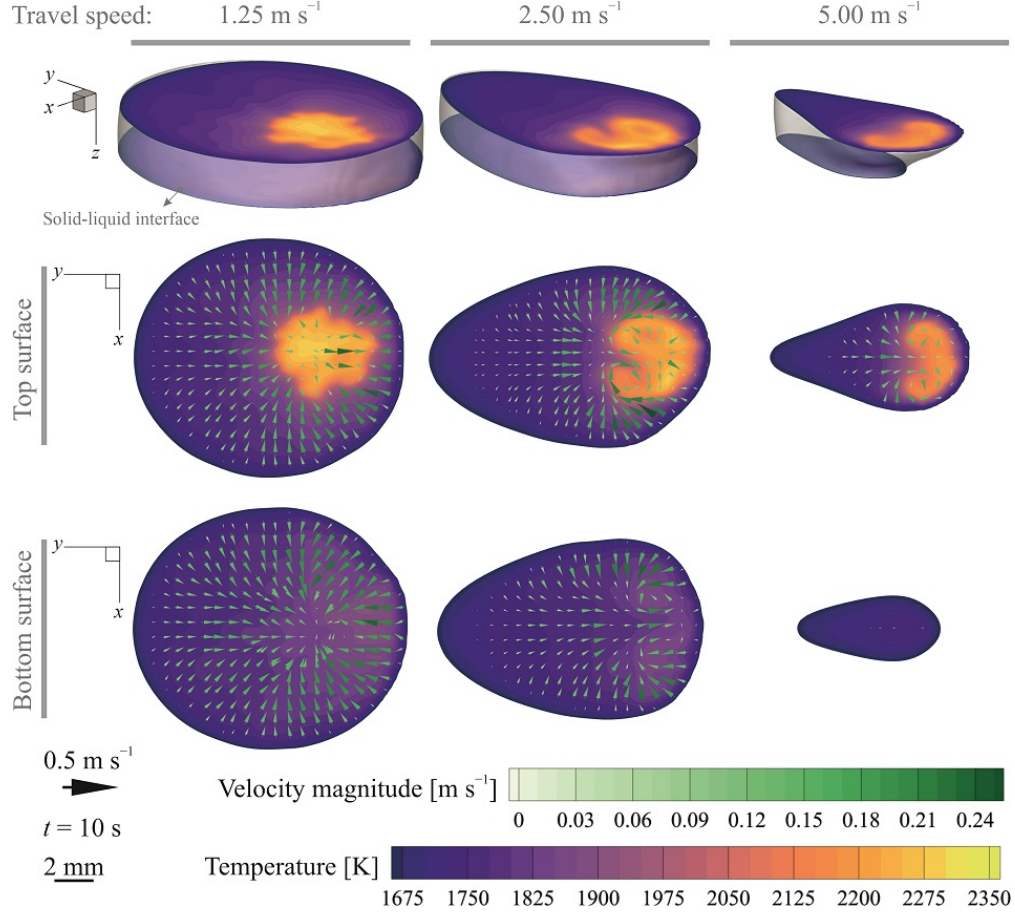 Travel speed: 1.25 m s⁻¹ 2.50 m s⁻¹ 5.00 m s⁻¹
y
x
z
Solid-liquid interface
Top surface
y
x
Bottom surface
y
x
0.5 m s⁻¹
t = 10 s
2 mm
Velocity magnitude [m s⁻¹]
0 0.03 0.06 0.09 0.12 0.15 0.18 0.21 0.24
Temperature [K]
1675 1750 1825 1900 1975 2050 2125 2200 2275 2350